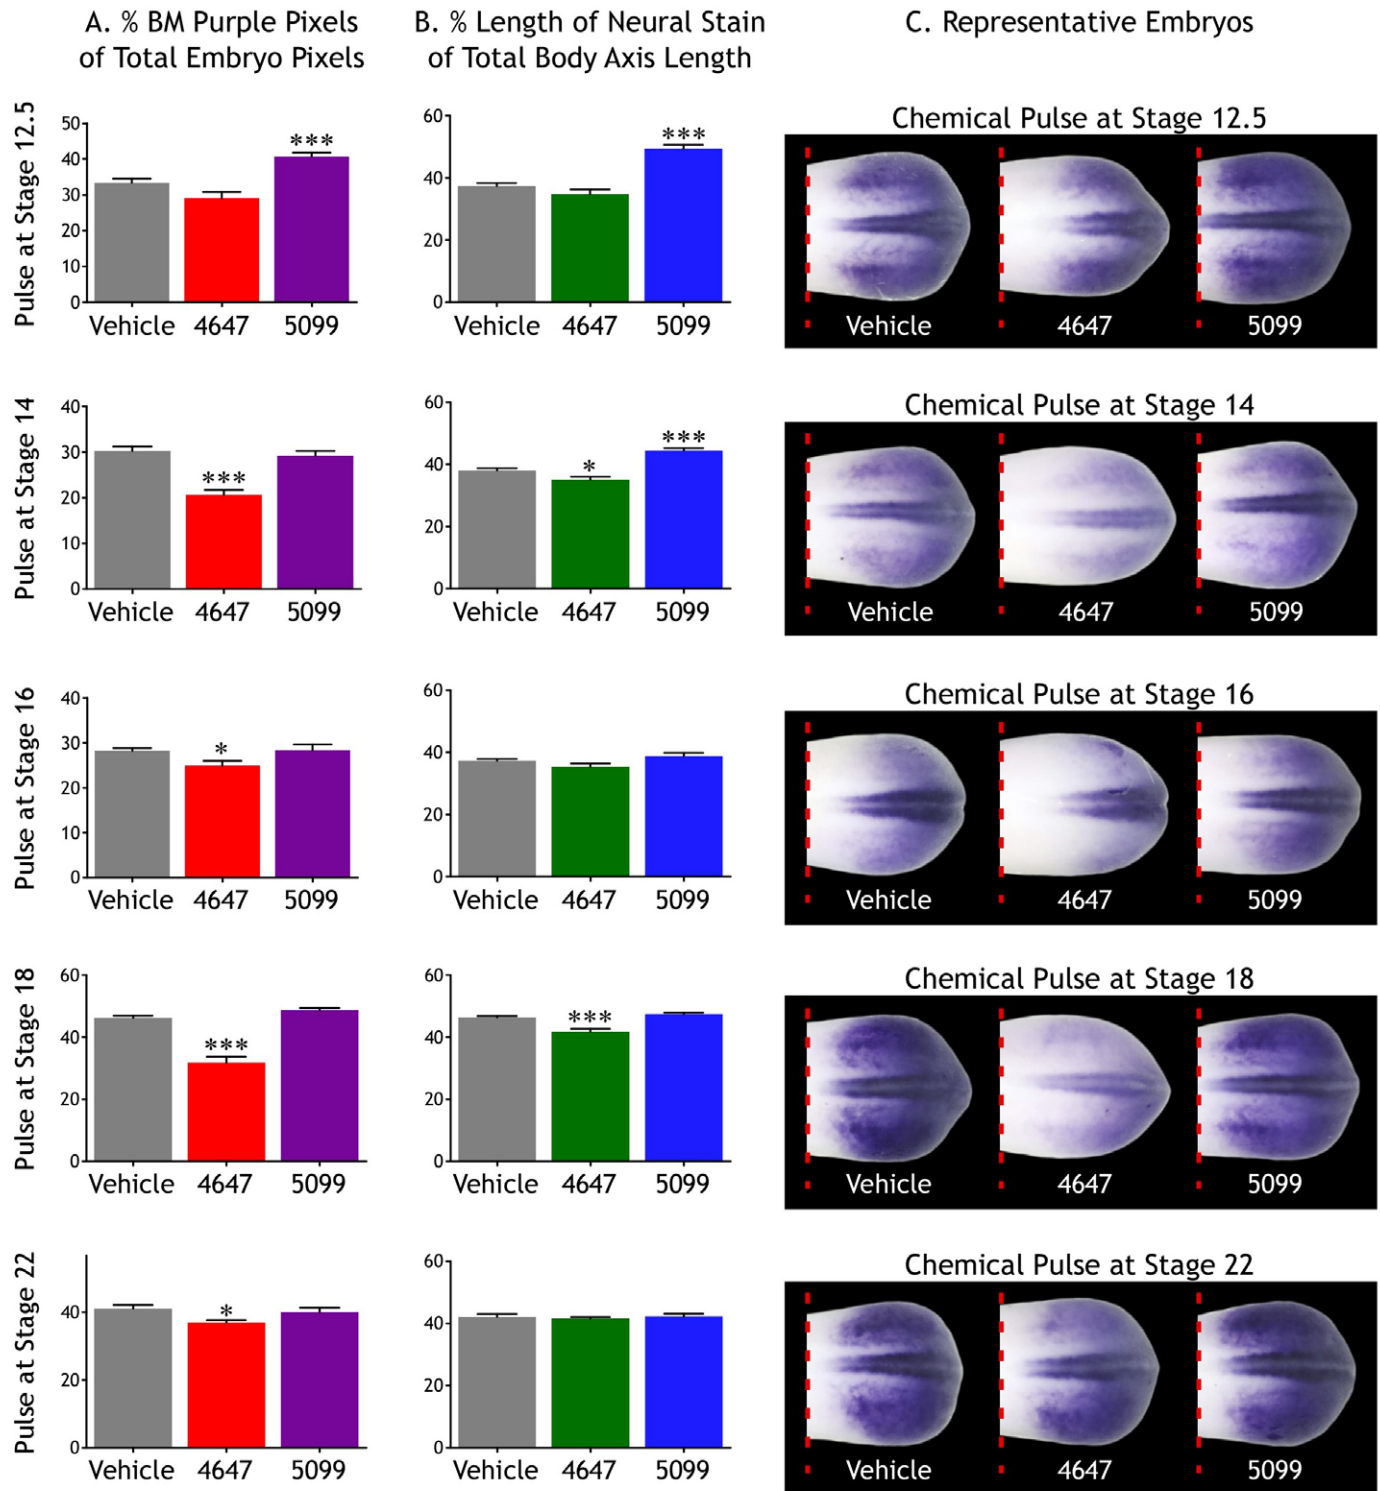 A. % BM Purple Pixels
of Total Embryo Pixels
B. % Length of Neural Stain
of Total Body Axis Length
C. Representative Embryos
Pulse at Stage 12.5
50
40
30
20
10
0
***
Vehicle 4647 5099
60
40
20
0
***
Vehicle 4647 5099
Chemical Pulse at Stage 12.5
Vehicle 4647 5099
Pulse at Stage 14
40
30
20
10
0
***
Vehicle 4647 5099
60
40
20
0
* ***
Vehicle 4647 5099
Chemical Pulse at Stage 14
Vehicle 4647 5099
Pulse at Stage 16
40
30
20
10
0
*
Vehicle 4647 5099
60
40
20
0
Vehicle 4647 5099
Chemical Pulse at Stage 16
Vehicle 4647 5099
Pulse at Stage 18
60
40
20
0
***
Vehicle 4647 5099
60
40
20
0
***
Vehicle 4647 5099
Chemical Pulse at Stage 18
Vehicle 4647 5099
Pulse at Stage 22
40
20
0
*
Vehicle 4647 5099
60
40
20
0
Vehicle 4647 5099
Chemical Pulse at Stage 22
Vehicle 4647 5099